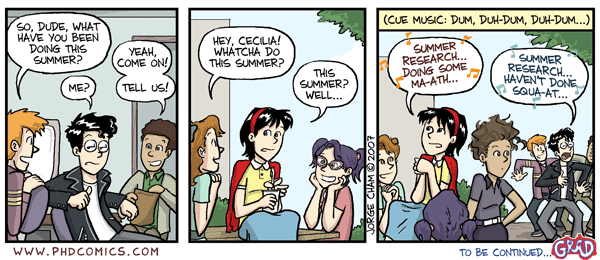 SO, DUDE, WHAT
HAVE YOU BEEN
DOING THIS
SUMMER?
ME?
YEAH,
COME ON!
TELL US!
HEY, CECILIA!
WHATCHA DO
THIS SUMMER?
THIS
SUMMER?
WELL...
JORGE CHAM © 2007
(CUE MUSIC: DUM, DUH-DUM, DUH-DUM...)
SUMMER
RESEARCH...
DOING SOME
MA-ATH...
SUMMER
RESEARCH...
HAVEN'T DONE
SQUA-AT...
WWW.PHDCOMICS.COM
TO BE CONTINUED... GRAD